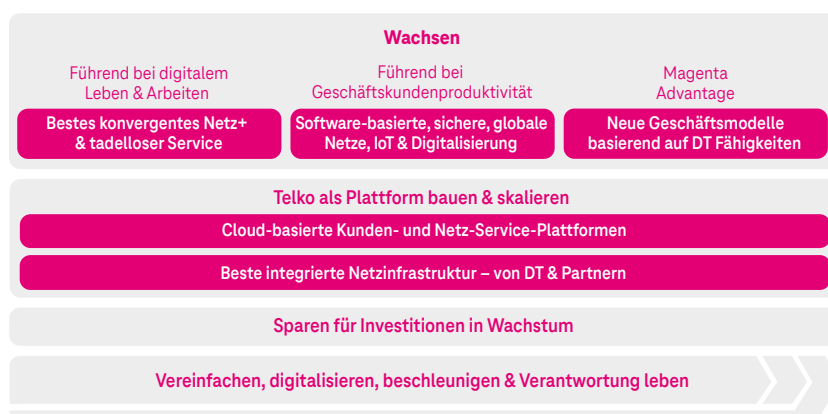 Wachsen
Führend bei digitalem
Leben & Arbeiten
Bestes konvergentes Netz+
& tadelloser Service
Führend bei
Geschäftskundenproduktivität
Software-basierte, sichere, globale
Netze, IoT & Digitalisierung
Magenta
Advantage
Neue Geschäftsmodelle
basierend auf DT Fähigkeiten
Telko als Plattform bauen & skalieren
Cloud-basierte Kunden- und Netz-Service-Plattformen
Beste integrierte Netzinfrastruktur – von DT & Partnern
Sparen für Investitionen in Wachstum
Vereinfachen, digitalisieren, beschleunigen & Verantwortung leben